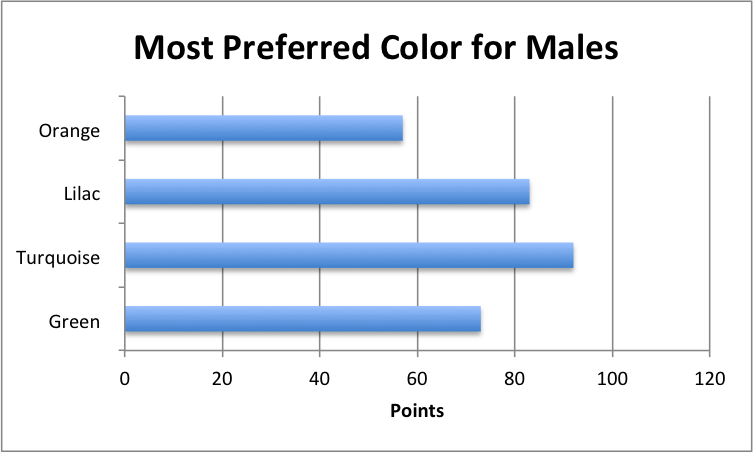 Most Preferred Color for Males
Orange
Lilac
Turquoise
Green
0 20 40 60 80 100 120
Points